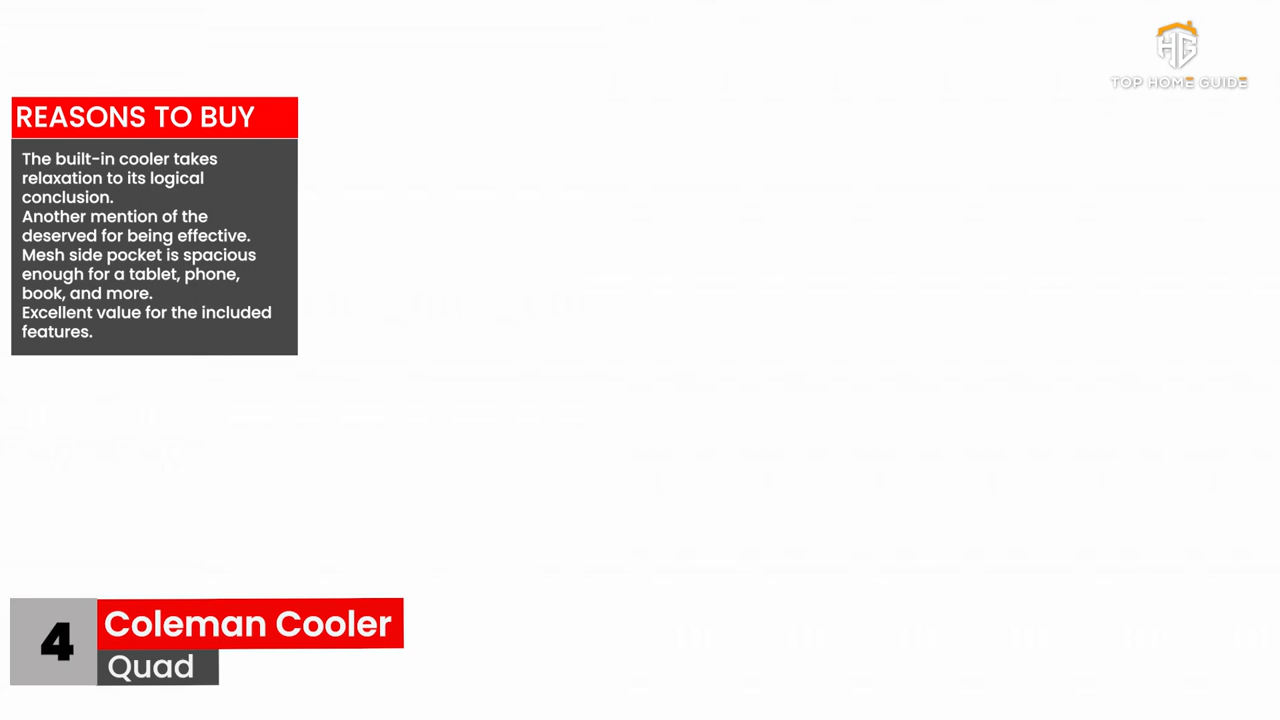 HG
TOP HOME GUIDE
REASONS TO BUY
The built-in cooler takes
relaxation to its logical
conclusion.
Another mention of the
deserved for being effective.
Mesh side pocket is spacious
enough for a tablet, phone,
book, and more.
Excellent value for the included
features.
4
Coleman Cooler
Quad